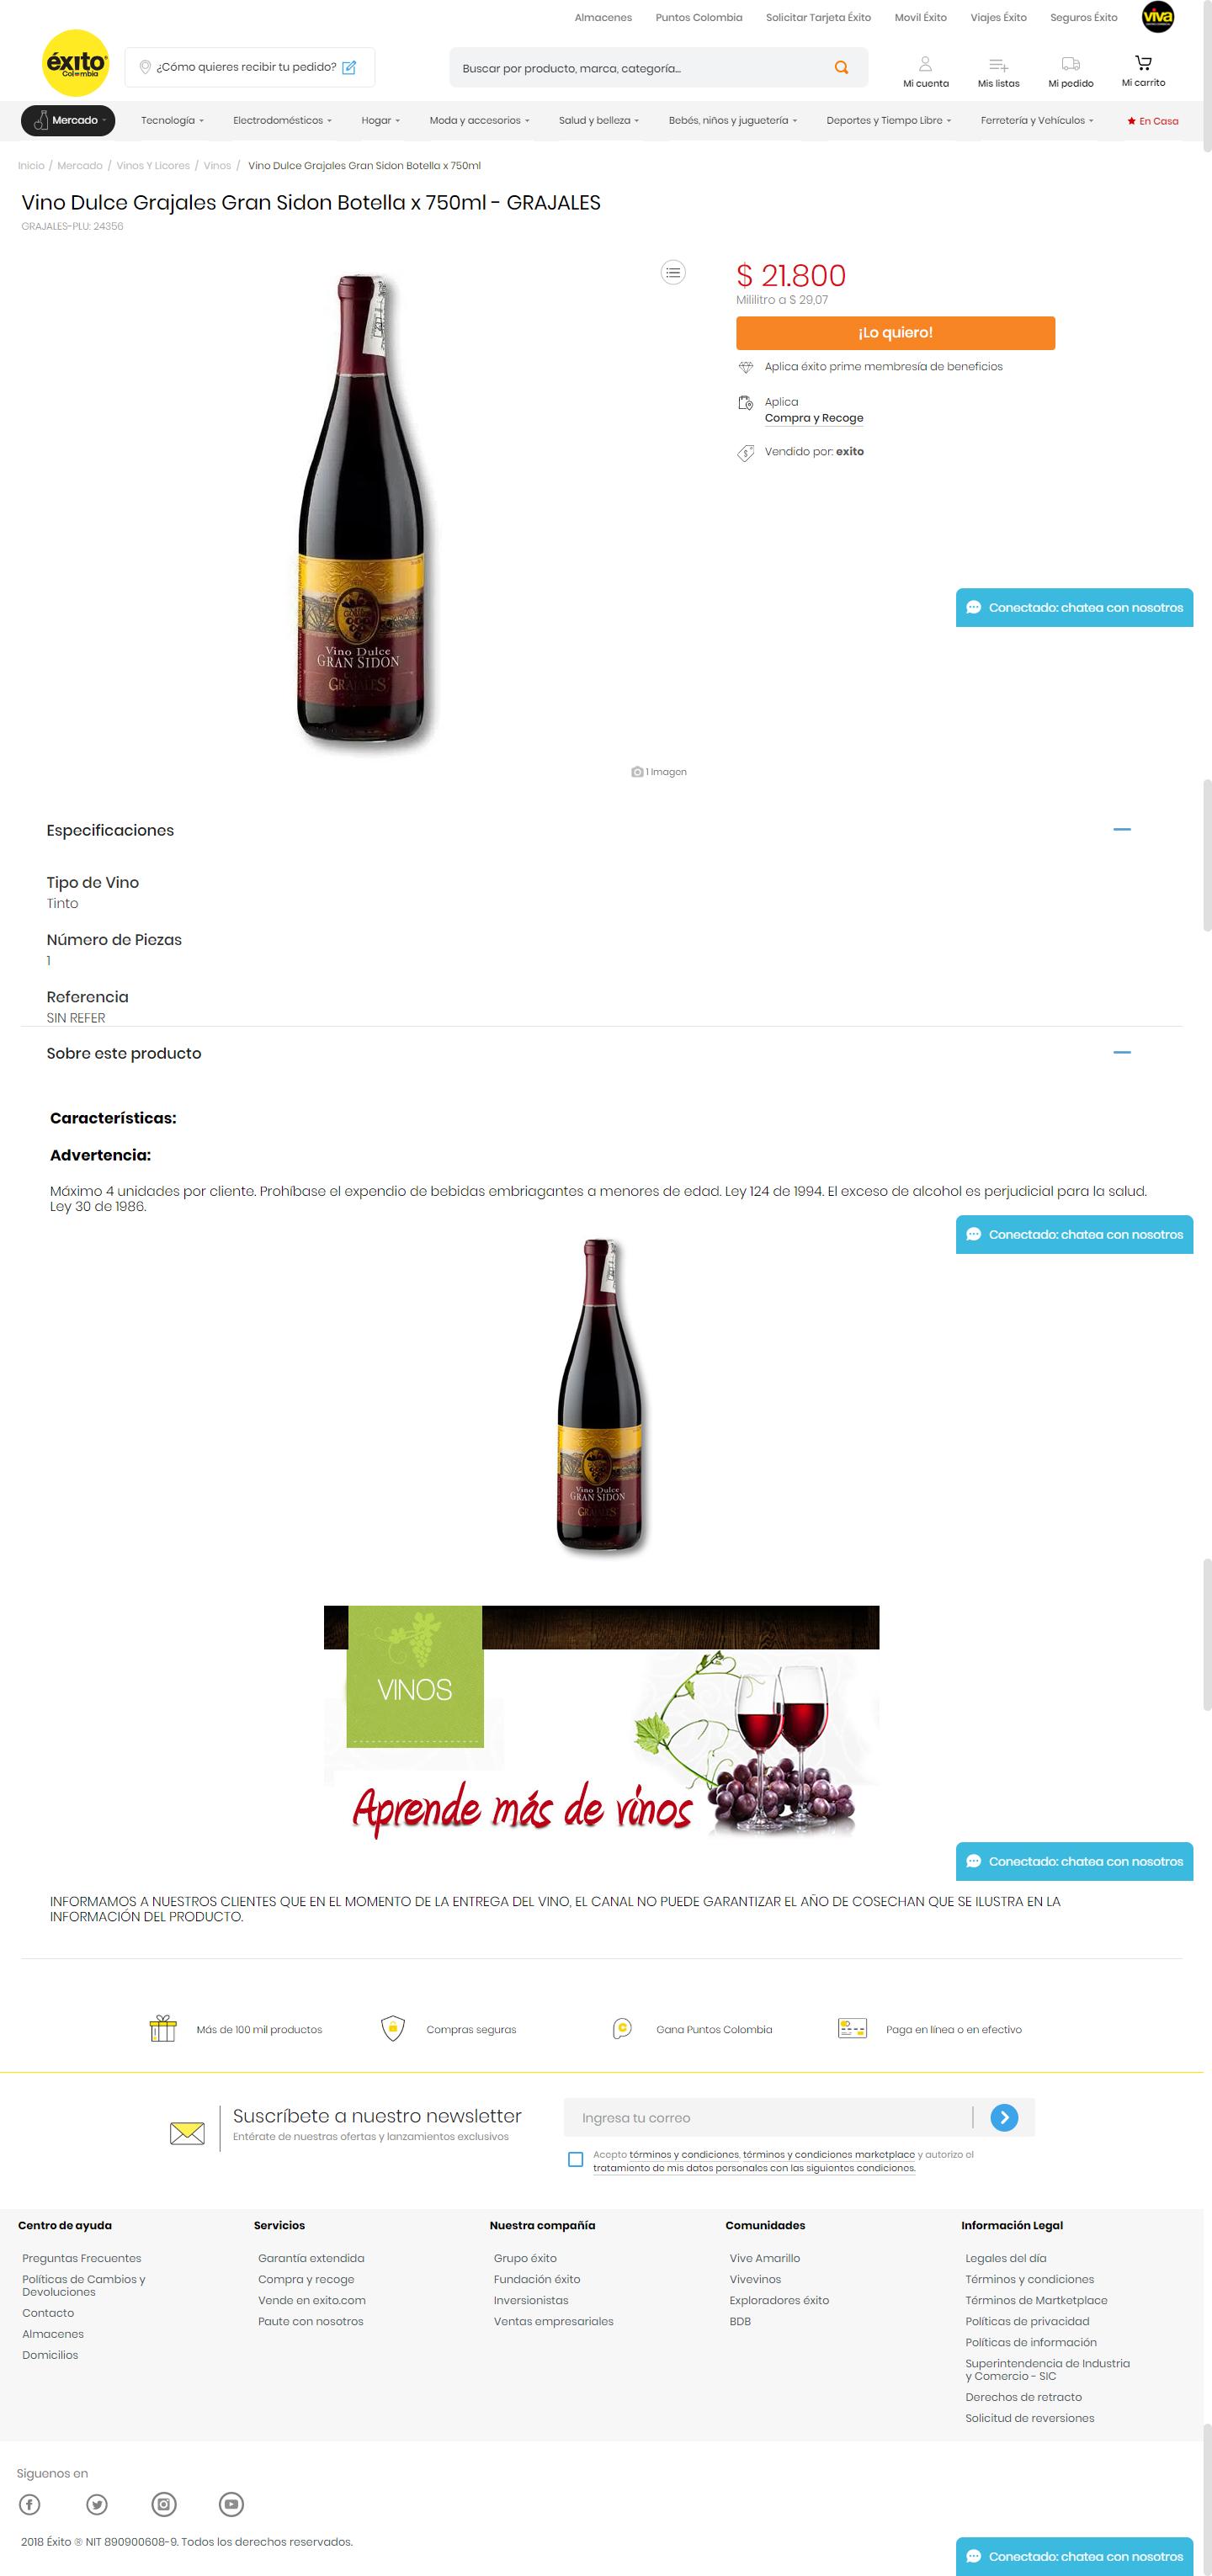 Almacenes Puntos Colombia Solicitar Tarjeta Éxito Movil Éxito Viajes Éxito Seguros Éxito viva
éxito
Colombia
¿Cómo quieres recibir tu pedido?
Buscar por producto, marca, categoría...
Mi cuenta Mis listas Mi pedido Mi carrito
Mercado Tecnología Electrodomésticos Hogar Moda y accesorios Salud y belleza Bebés, niños y juguetería Deportes y Tiempo Libre Ferretería y Vehículos En Casa
Inicio / Mercado / Vinos Y Licores / Vinos / Vino Dulce Grajales Gran Sidon Botella x 750ml
Vino Dulce Grajales Gran Sidon Botella x 750ml - GRAJALES
GRAJALES-PLU: 24356
$ 21.800
Mililitro a $ 29,07
¡Lo quiero!
Aplica éxito prime membresía de beneficios
Aplica
Compra y Recoge
Vendido por: exito
Conectado: chatea con nosotros
Vino Dulce
GRAN SIDON
GRAJALES
1 Imagen
Especificaciones
Tipo de Vino
Tinto
Número de Piezas
1
Referencia
SIN REFER
Sobre este producto
Características:
Advertencia:
Máximo 4 unidades por cliente. Prohíbase el expendio de bebidas embriagantes a menores de edad. Ley 124 de 1994. El exceso de alcohol es perjudicial para la salud.
Ley 30 de 1986.
Conectado: chatea con nosotros
Vino Dulce
GRAN SIDON
GRAJALES
VINOS
Aprende más de vinos
Conectado: chatea con nosotros
INFORMAMOS A NUESTROS CLIENTES QUE EN EL MOMENTO DE LA ENTREGA DEL VINO, EL CANAL NO PUEDE GARANTIZAR EL AÑO DE COSECHAN QUE SE ILUSTRA EN LA
INFORMACIÓN DEL PRODUCTO.
Más de 100 mil productos Compras seguras Gana Puntos Colombia Paga en línea o en efectivo
Suscríbete a nuestro newsletter
Entérate de nuestras ofertas y lanzamientos exclusivos
Ingresa tu correo
Acepto términos y condiciones, términos y condiciones marketplace y autorizo el
tratamiento de mis datos personales con las siguientes condiciones.
Centro de ayuda
Preguntas Frecuentes
Políticas de Cambios y
Devoluciones
Contacto
Almacenes
Domicilios
Servicios
Garantía extendida
Compra y recoge
Vende en exito.com
Paute con nosotros
Nuestra compañía
Grupo éxito
Fundación éxito
Inversionistas
Ventas empresariales
Comunidades
Vive Amarillo
Vivevinos
Exploradores éxito
BDB
Información Legal
Legales del día
Términos y condiciones
Términos de Martketplace
Políticas de privacidad
Políticas de información
Superintendencia de Industria
y Comercio - SIC
Derechos de retracto
Solicitud de reversiones
Siguenos en
2018 Éxito ® NIT 890900608-9. Todos los derechos reservados.
Conectado: chatea con nosotros